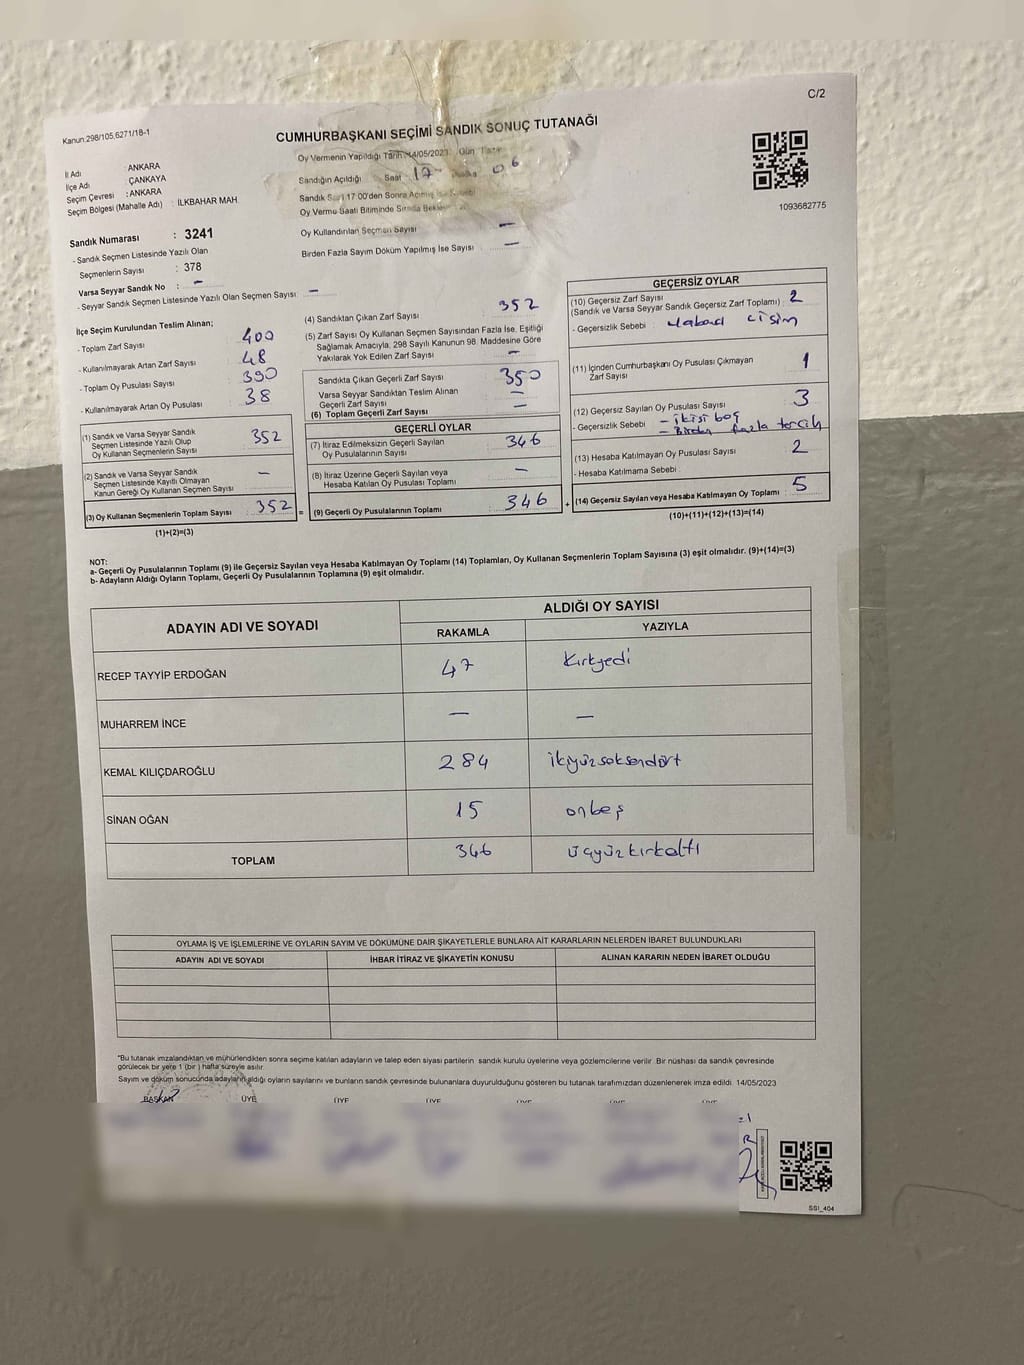 C/2
Kanun:298/105,6271/18-1
CUMHURBAŞKANI SEÇİMİ SANDIK SONUÇ TUTANAĞI
İl Adı : ANKARA
İlçe Adı : ÇANKAYA
Seçim Çevresi : ANKARA
Seçim Bölgesi (Mahalle Adı) : İLKBAHAR MAH.
Oy Vermenin Yapıldığı Tarih : 14/05/2023 Gün
Sandığın Açıldığı Saat 17 06
Sandık 17:00'den Sonra
Oy Verme Saati Bitiminde
Oy Kullandırılan Seçmen Sayısı —
Birden Fazla Sayım Döküm Yapılmış İse Sayısı : —
1093682775
Sandık Numarası : 3241
- Sandık Seçmen Listesinde Yazılı Olan
Seçmenlerin Sayısı : 378
Varsa Seyyar Sandık No : —
- Seyyar Sandık Seçmen Listesinde Yazılı Olan Seçmen Sayısı: —
İlçe Seçim Kurulundan Teslim Alınan;
- Toplam Zarf Sayısı : 400
- Kullanılmayarak Artan Zarf Sayısı : 48
- Toplam Oy Pusulası Sayısı : 390
- Kullanılmayarak Artan Oy Pusulası : 38
(1) Sandık ve Varsa Seyyar Sandık
Seçmen Listesinde Yazılı Olup
Oy Kullanan Seçmenlerin Sayısı : 352
(2) Sandık ve Varsa Seyyar Sandık
Seçmen Listesinde Kayıtlı Olmayan
Kanun Gereği Oy Kullanan Seçmen Sayısı —
(3) Oy Kullanan Seçmenlerin Toplam Sayısı : 352 =
(1)+(2)=(3)
(4) Sandıktan Çıkan Zarf Sayısı : 352
(5) Zarf Sayısı Oy Kullanan Seçmen Sayısından Fazla İse, Eşitliği
Sağlamak Amacıyla, 298 Sayılı Kanunun 98. Maddesine Göre
Yakılarak Yok Edilen Zarf Sayısı : —
Sandıkta Çıkan Geçerli Zarf Sayısı : 350
Varsa Seyyar Sandıktan Teslim Alınan
Geçerli Zarf Sayısı : —
(6) Toplam Geçerli Zarf Sayısı : —
GEÇERLİ OYLAR
(7) İtiraz Edilmeksizin Geçerli Sayılan
Oy Pusulalarının Sayısı : 346
(8) İtiraz Üzerine Geçerli Sayılan veya
Hesaba Katılan Oy Pusulası Toplamı : —
(9) Geçerli Oy Pusulalarının Toplamı : 346 +
GEÇERSİZ OYLAR
(10) Geçersiz Zarf Sayısı
(Sandık ve Varsa Seyyar Sandık Geçersiz Zarf Toplamı) : 2
- Geçersizlik Sebebi : Yabancı cisim
(11) İçinden Cumhurbaşkanı Oy Pusulası Çıkmayan
Zarf Sayısı : 1
(12) Geçersiz Sayılan Oy Pusulası Sayısı : 3
- Geçersizlik Sebebi : - ikisi boş
- Birden fazla tercih
(13) Hesaba Katılmayan Oy Pusulası Sayısı : 2
- Hesaba Katılmama Sebebi :
(14) Geçersiz Sayılan veya Hesaba Katılmayan Oy Toplamı : 5
(10)+(11)+(12)+(13)=(14)
NOT:
a- Geçerli Oy Pusulalarının Toplamı (9) ile Geçersiz Sayılan veya Hesaba Katılmayan Oy Toplamı (14) Toplamları, Oy Kullanan Seçmenlerin Toplam Sayısına (3) eşit olmalıdır. (9)+(14)=(3)
b- Adayların Aldığı Oyların Toplamı, Geçerli Oy Pusulalarının Toplamına (9) eşit olmalıdır.
ADAYIN ADI VE SOYADI ALDIĞI OY SAYISI
RAKAMLA YAZIYLA
RECEP TAYYİP ERDOĞAN 47 Kırkyedi
MUHARREM İNCE — —
KEMAL KILIÇDAROĞLU 284 ikiyüzseksendört
SİNAN OĞAN 15 onbeş
TOPLAM 346 üçyüzkırkaltı
OYLAMA İŞ VE İŞLEMLERİNE VE OYLARIN SAYIM VE DÖKÜMÜNE DAİR ŞİKAYETLERLE BUNLARA AİT KARARLARIN NELERDEN İBARET BULUNDUKLARI
ADAYIN ADI VE SOYADI İHBAR İTİRAZ VE ŞİKAYETİN KONUSU ALINAN KARARIN NEDEN İBARET OLDUĞU
*Bu tutanak imzalandıktan ve mühürlendikten sonra seçime katılan adayların ve talep eden siyasi partilerin sandık kurulu üyelerine veya gözlemcilerine verilir. Bir nüshası da sandık çevresinde
görülecek bir yere 1 (bir) hafta süreyle asılır.
Sayım ve döküm sonucunda adayların aldığı oyların sayılarını ve bunların sandık çevresinde bulunanlara duyurulduğunu gösteren bu tutanak tarafımızdan düzenlenerek imza edildi. 14/05/2023
BAŞKAN ÜYE ÜYE ÜYE
SSI_404